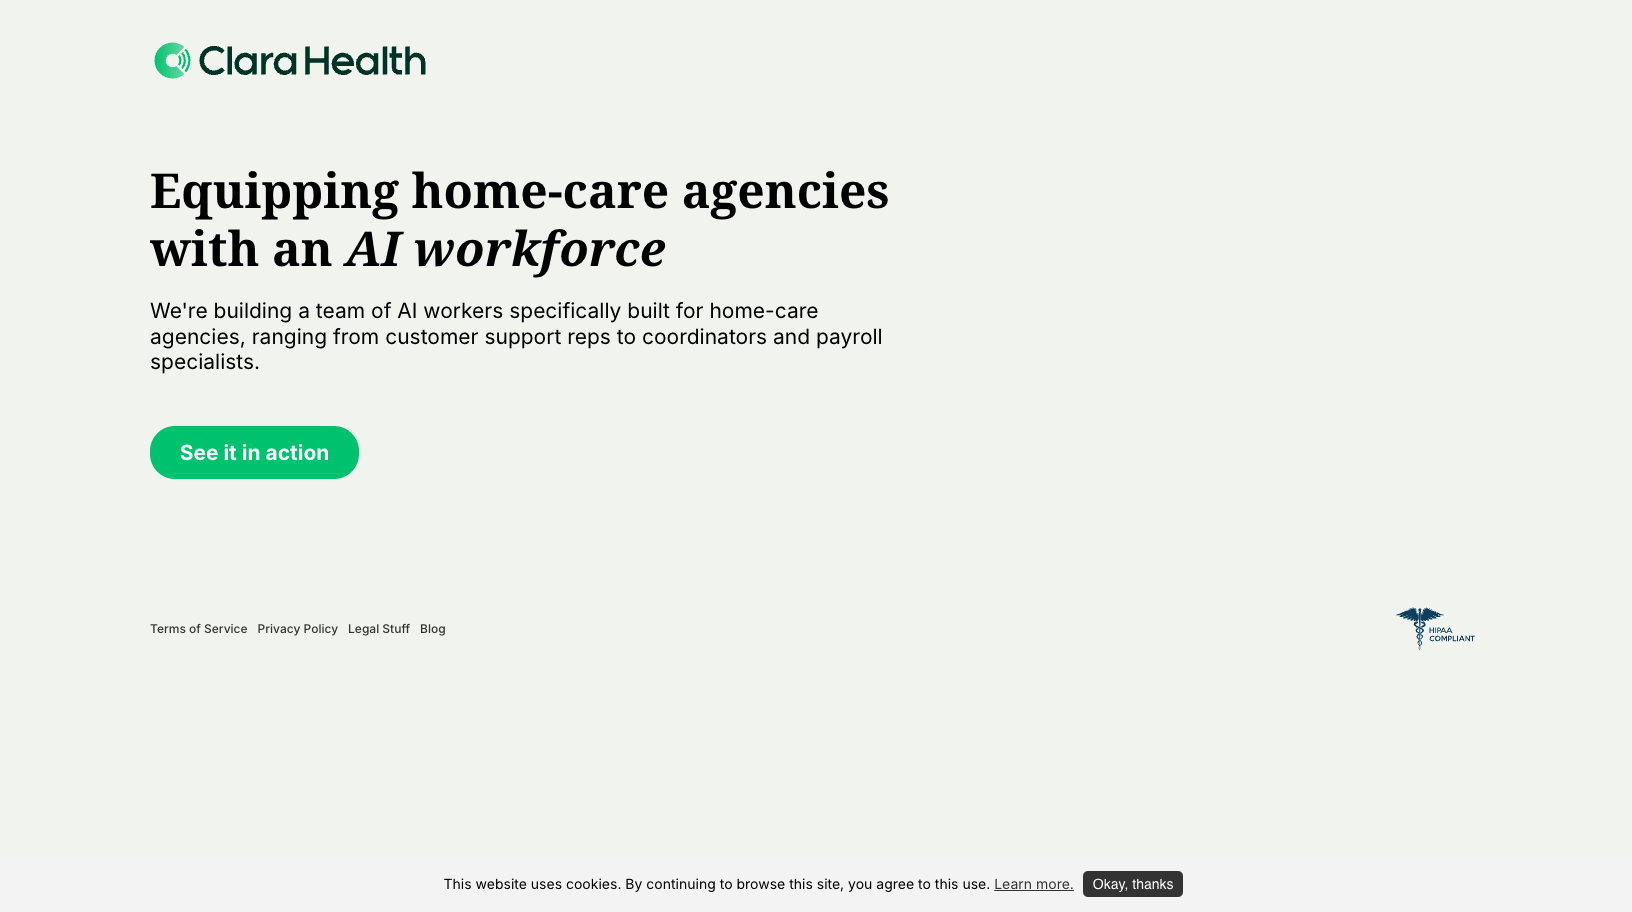 Clara Health
Equipping home-care agencies
with an AI workforce
We're building a team of AI workers specifically built for home-care
agencies, ranging from customer support reps to coordinators and payroll
specialists.
See it in action
Terms of Service Privacy Policy Legal Stuff Blog
HIPAA
COMPLIANT
This website uses cookies. By continuing to browse this site, you agree to this use. Learn more. Okay, thanks